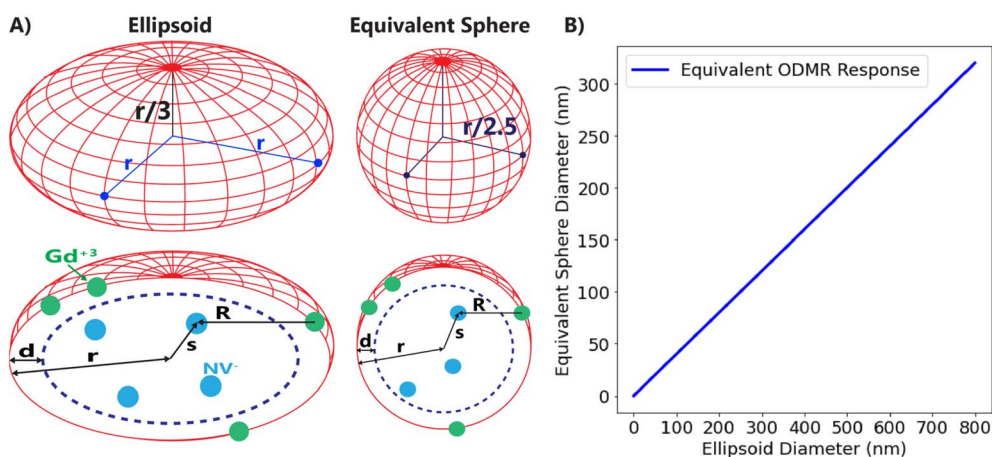 A)
Ellipsoid
Equivalent Sphere
B)
r/3
r
r
r/2.5
Gd⁺³
R
s
d
r
NV⁻
R
s
d
r
Equivalent ODMR Response
Equivalent Sphere Diameter (nm)
300
250
200
150
100
50
0
0 100 200 300 400 500 600 700 800
Ellipsoid Diameter (nm)